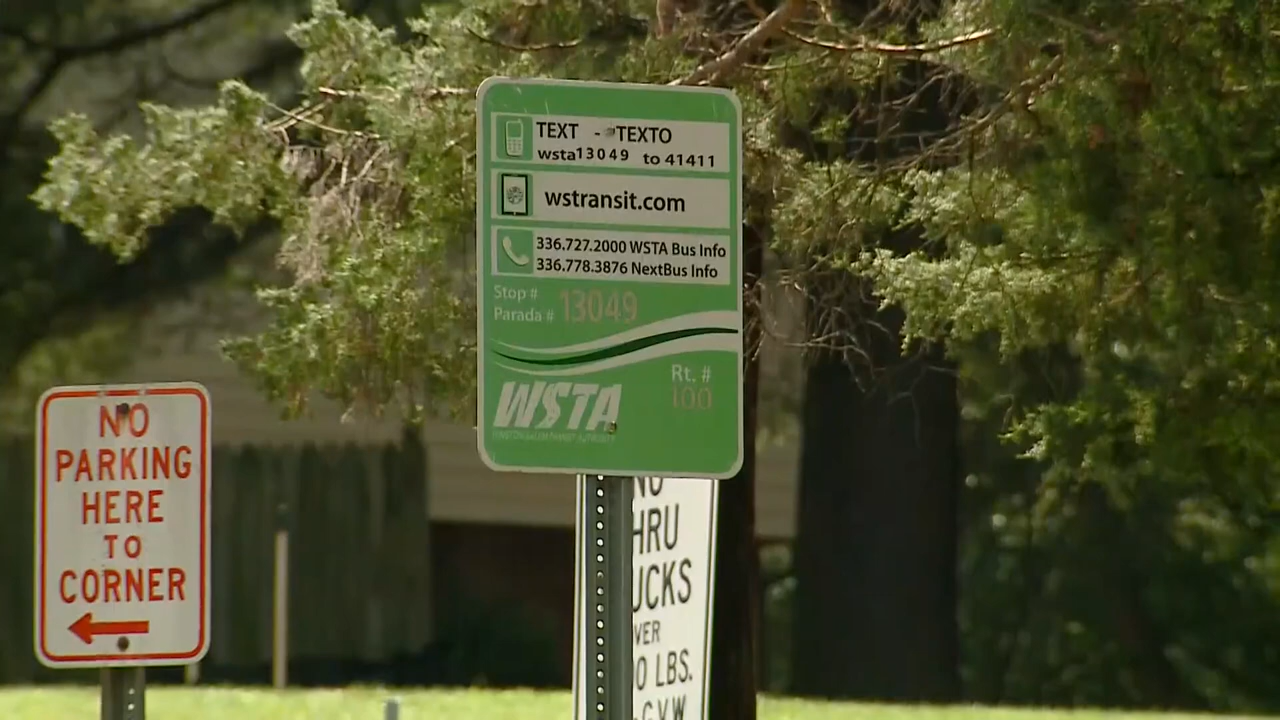 TEXT - TEXTO
wsta13049 to 41411
wstransit.com
336.727.2000 WSTA Bus Info
336.778.3876 NextBus Info
Stop #
Parada # 13049
Rt. #
100
WSTA
NO
PARKING
HERE
TO
CORNER
NO
HRU
UCKS
VER
0 LBS.
G.V.W